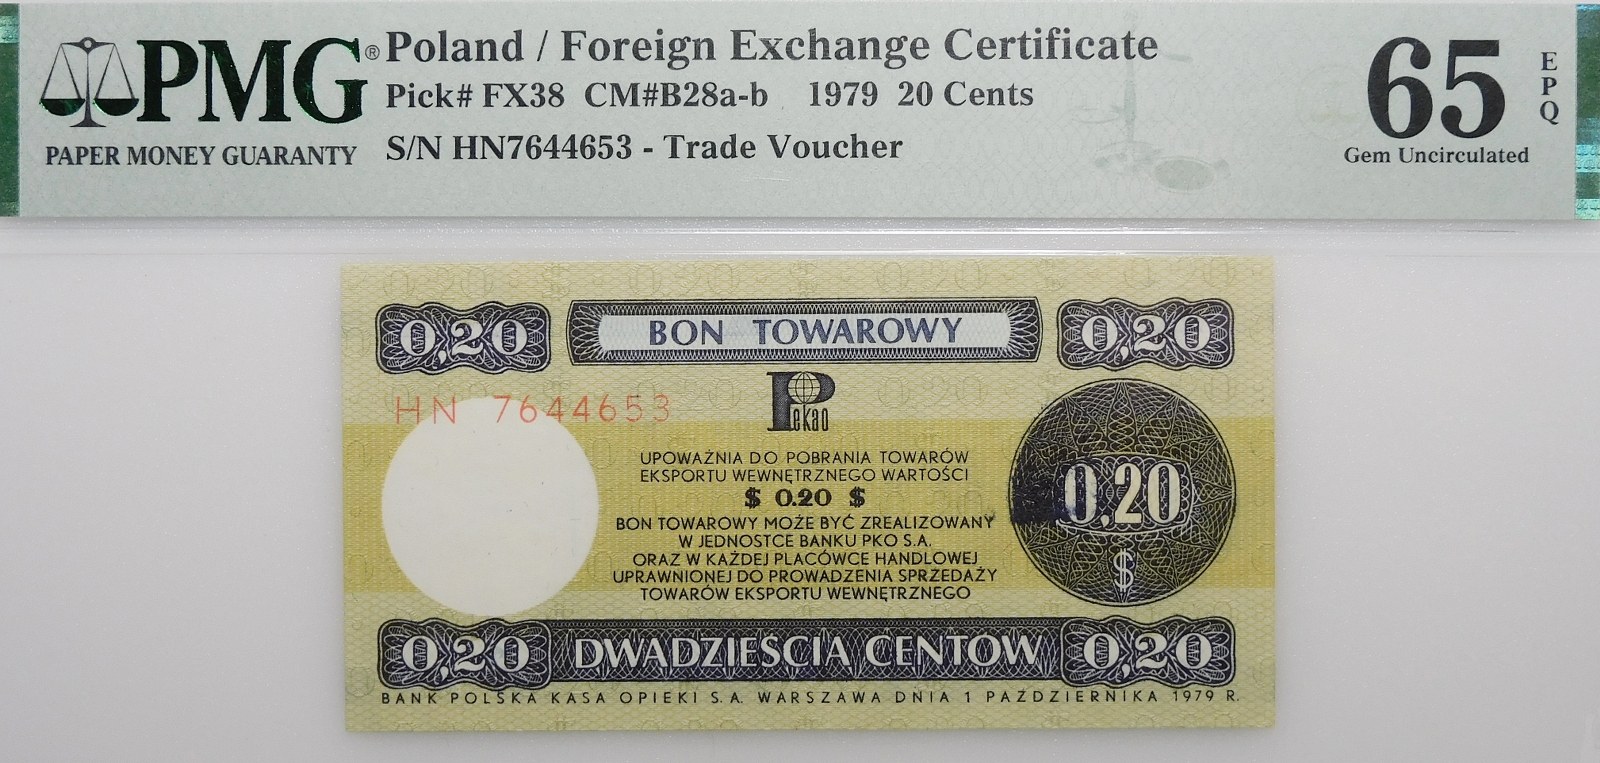 PMG®
PAPER MONEY GUARANTY
Poland / Foreign Exchange Certificate
Pick# FX38 CM#B28a-b 1979 20 Cents
S/N HN7644653 - Trade Voucher
65
EPQ
Gem Uncirculated
0,20 BON TOWAROWY 0,20
HN 7644653
Pekao
UPOWAŻNIA DO POBRANIA TOWARÓW
EKSPORTU WEWNĘTRZNEGO WARTOŚCI
$ 0.20 $
BON TOWAROWY MOŻE BYĆ ZREALIZOWANY
W JEDNOSTCE BANKU PKO S.A.
ORAZ W KAŻDEJ PLACÓWCE HANDLOWEJ
UPRAWNIONEJ DO PROWADZENIA SPRZEDAŻY
TOWARÓW EKSPORTU WEWNĘTRZNEGO
0,20
$
0,20 DWADZIEŚCIA CENTÓW 0,20
BANK POLSKA KASA OPIEKI S.A. WARSZAWA DNIA 1 PAŹDZIERNIKA 1979 R.